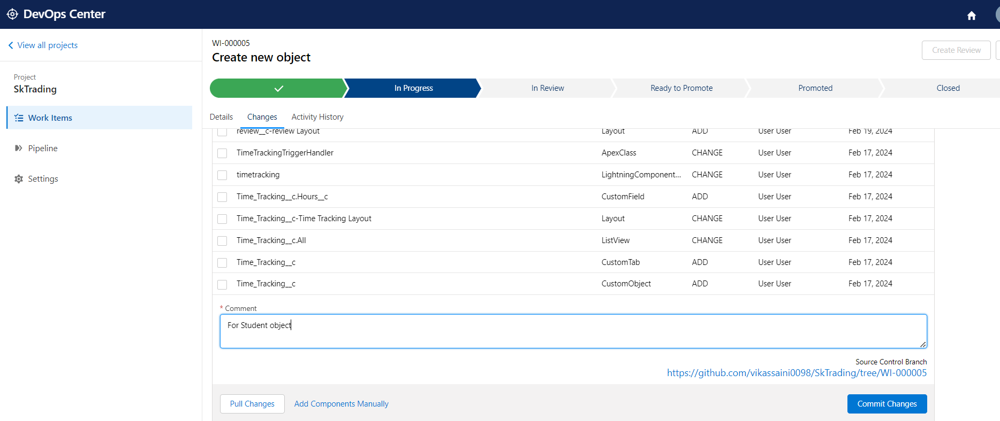 DevOps Center
View all projects
Project
SkTrading
Work Items
Pipeline
Settings
WI-000005
Create new object
Create Review
In Progress
In Review
Ready to Promote
Promoted
Closed
Details
Changes
Activity History
review__c-review Layout Layout ADD User User Feb 19, 2024
TimeTrackingTriggerHandler ApexClass CHANGE User User Feb 17, 2024
timetracking LightningComponent... CHANGE User User Feb 17, 2024
Time_Tracking__c.Hours__c CustomField ADD User User Feb 17, 2024
Time_Tracking__c-Time Tracking Layout Layout CHANGE User User Feb 17, 2024
Time_Tracking__c.All ListView CHANGE User User Feb 17, 2024
Time_Tracking__c CustomTab ADD User User Feb 17, 2024
Time_Tracking__c CustomObject ADD User User Feb 17, 2024
* Comment
For Student object
Source Control Branch
https://github.com/vikassaini0098/SkTrading/tree/WI-000005
Pull Changes
Add Components Manually
Commit Changes